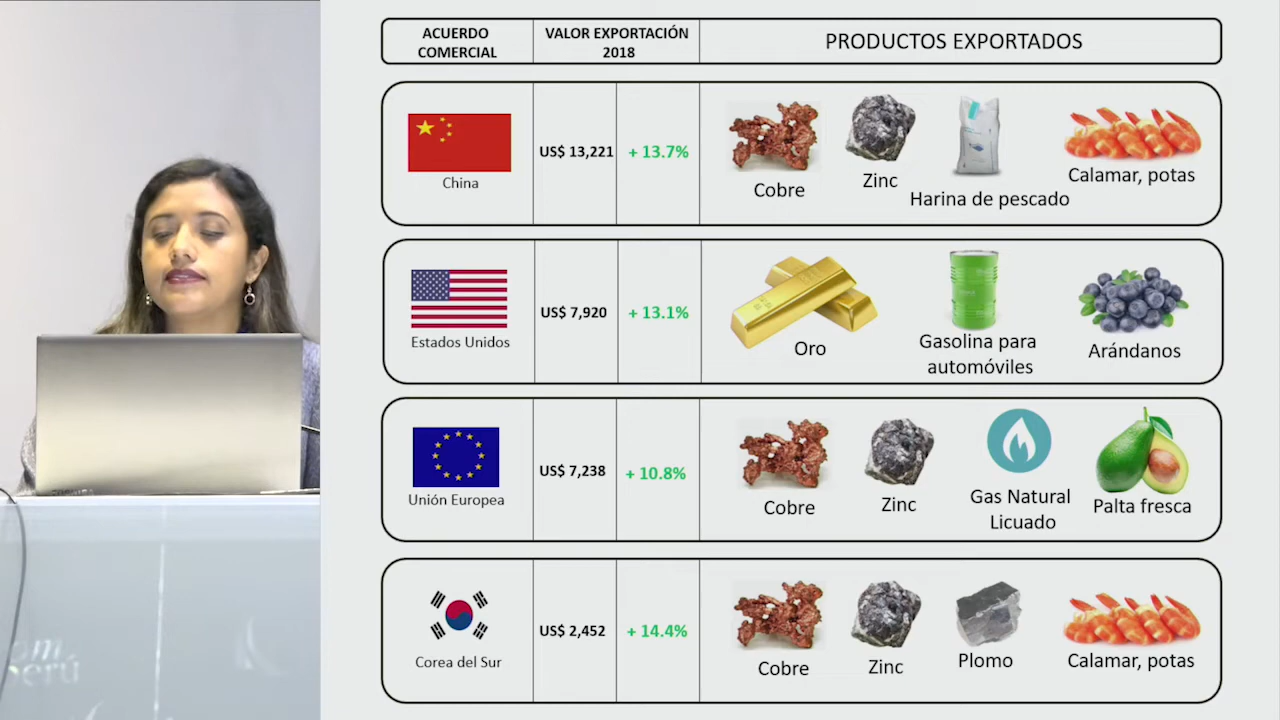 ACUERDO
COMERCIAL
VALOR EXPORTACIÓN
2018
PRODUCTOS EXPORTADOS
China
US$ 13,221
+ 13.7%
Cobre
Zinc
Harina de pescado
Calamar, potas
Estados Unidos
US$ 7,920
+ 13.1%
Oro
Gasolina para
automóviles
Arándanos
Unión Europea
US$ 7,238
+ 10.8%
Cobre
Zinc
Gas Natural
Licuado
Palta fresca
Corea del Sur
US$ 2,452
+ 14.4%
Cobre
Zinc
Plomo
Calamar, potas